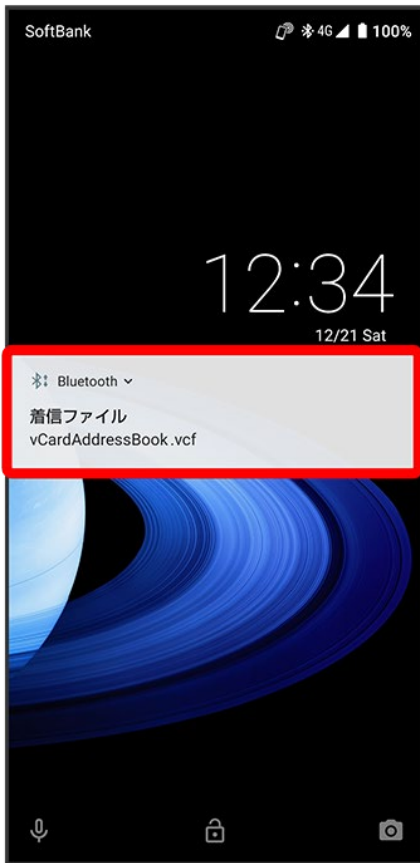 SoftBank 4G 100%
12:34
12/21 Sat
Bluetooth
着信ファイル
vCardAddressBook.vcf